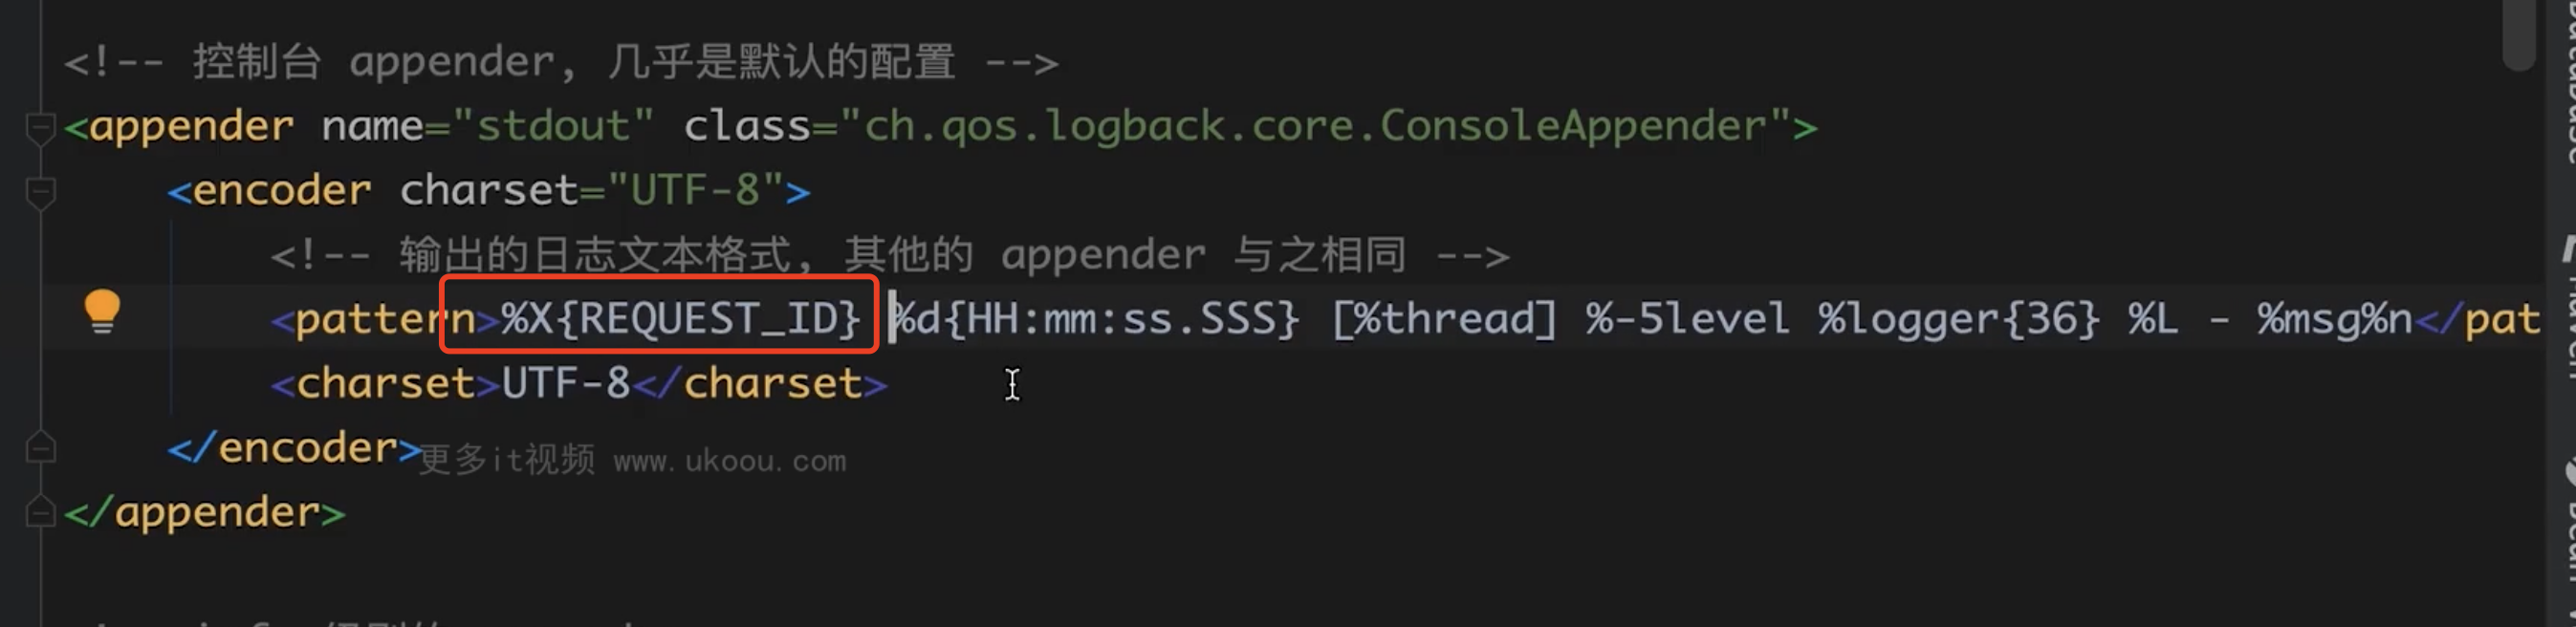 <!-- 控制台 appender, 几乎是默认的配置 -->
<appender name="stdout" class="ch.qos.logback.core.ConsoleAppender">
<encoder charset="UTF-8">
<!-- 输出的日志文本格式, 其他的 appender 与之相同 -->
<pattern>%X{REQUEST_ID} %d{HH:mm:ss.SSS} [%thread] %-5level %logger{36} %L - %msg%n</pat
<charset>UTF-8</charset>
</encoder>
更多it视频 www.ukoou.com
</appender>